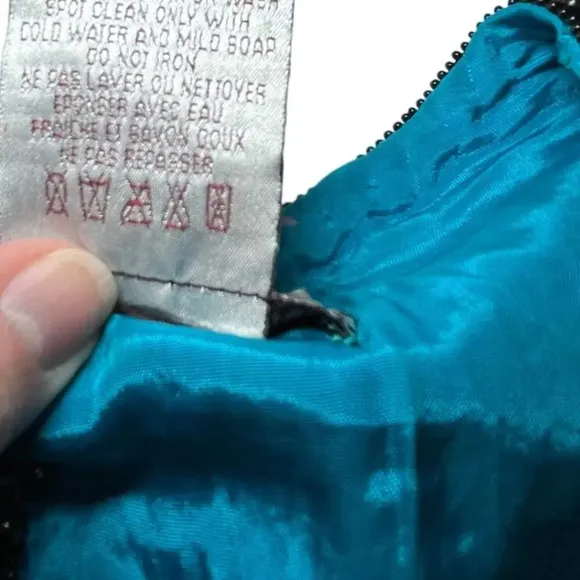 WASH
SPOT CLEAN ONLY WITH
COLD WATER AND MILD SOAP
DO NOT IRON
NE PAS LAVER OU NETTOYER
EPONGER AVEC EAU
FRAICHE ET SAVON DOUX
NE PAS REPASSER